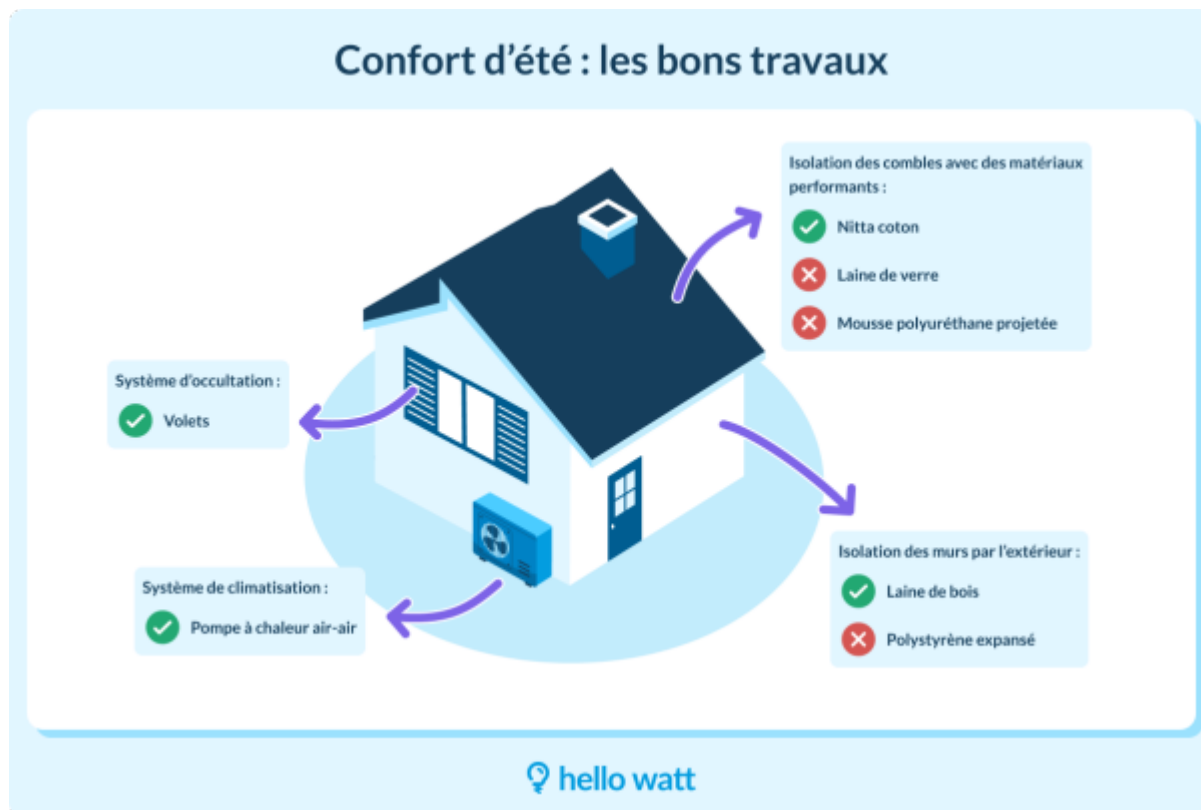 Confort d’été : les bons travaux
Isolation des combles avec des matériaux
performants :
Nitta coton
Laine de verre
Mousse polyuréthane projetée
Système d’occultation :
Volets
Isolation des murs par l’extérieur :
Laine de bois
Polystyrène expansé
Système de climatisation :
Pompe à chaleur air-air
hello watt